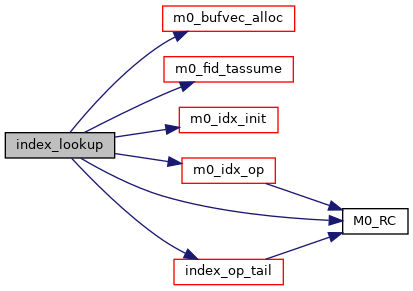 m0_bufvec_alloc
m0_fid_tassume
m0_idx_init
index_lookup
m0_idx_op
M0_RC
index_op_tail